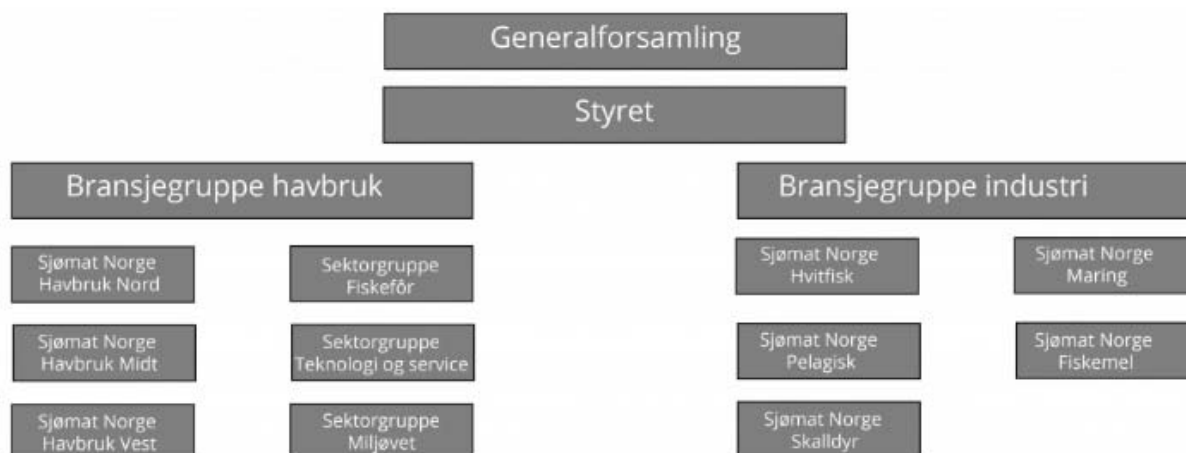 Generalforsamling
Styret
Bransjegruppe havbruk
Sjømat Norge
Havbruk Nord
Sektorgruppe
Fiskefôr
Sjømat Norge
Havbruk Midt
Sektorgruppe
Teknologi og service
Sjømat Norge
Havbruk Vest
Sektorgruppe
Miljøvet
Bransjegruppe industri
Sjømat Norge
Hvitfisk
Sjømat Norge
Maring
Sjømat Norge
Pelagisk
Sjømat Norge
Fiskemel
Sjømat Norge
Skalldyr